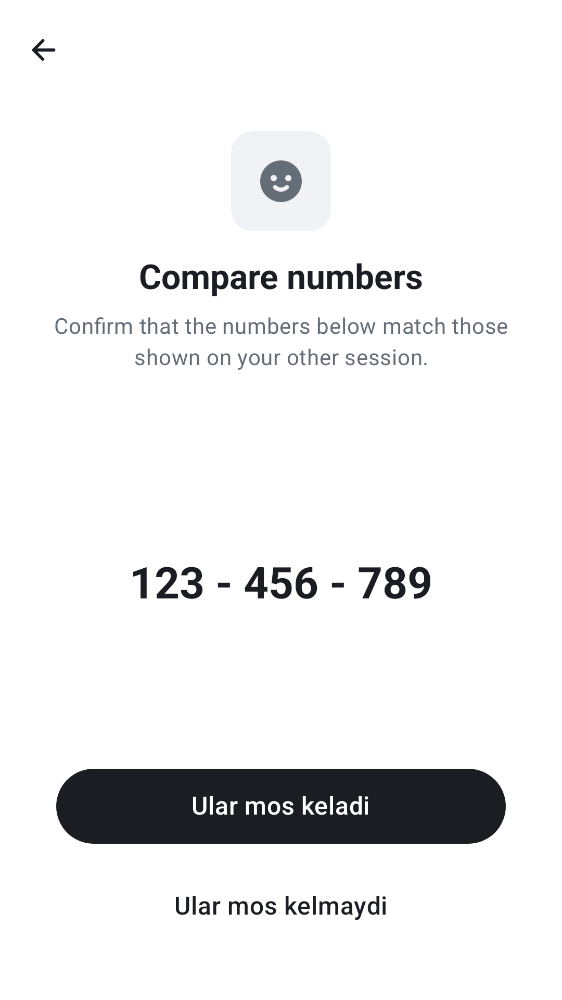 Compare numbers
Confirm that the numbers below match those
shown on your other session.
123 - 456 - 789
Ular mos keladi
Ular mos kelmaydi